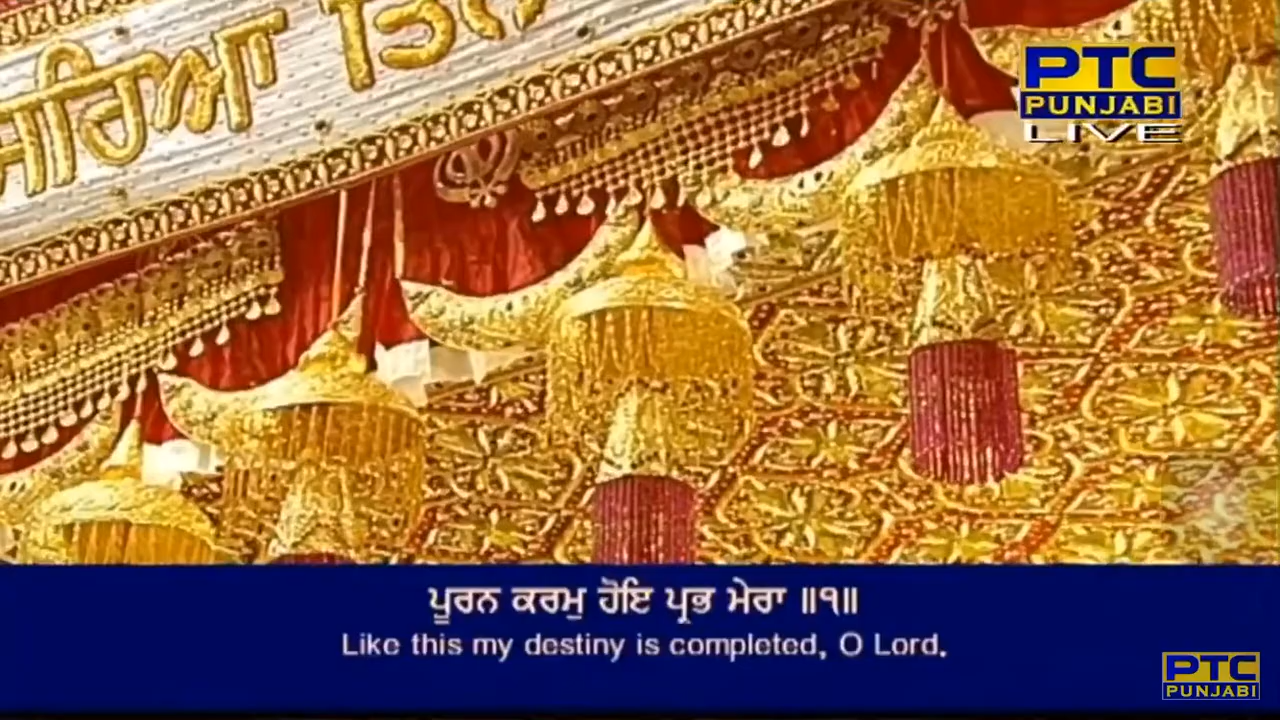 ਰਿਆ
PTC
PUNJABI
LIVE
ਪੂਰਨ ਕਰਮੁ ਹੋਇ ਪ੍ਰਭ ਮੇਰਾ ॥੧॥
Like this my destiny is completed, O Lord.
PTC
PUNJABI